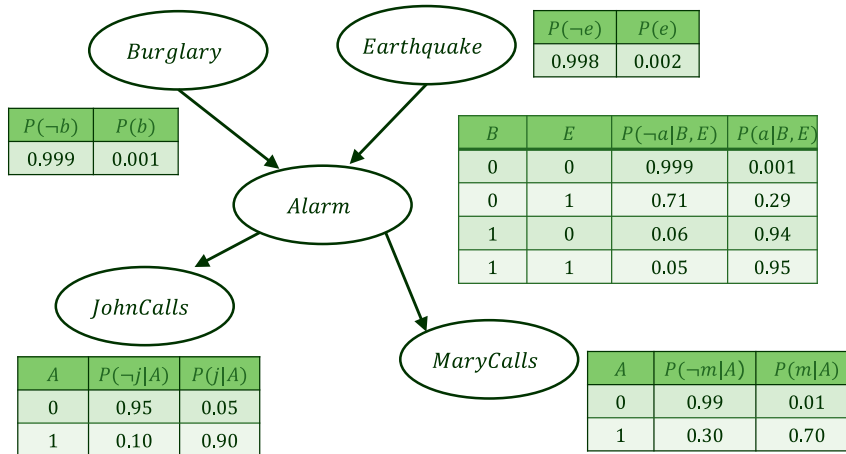 Burglary
Earthquake
P(¬e) P(e)
0.998 0.002
P(¬b) P(b)
0.999 0.001
B E P(¬a|B, E) P(a|B, E)
0 0 0.999 0.001
0 1 0.71 0.29
1 0 0.06 0.94
1 1 0.05 0.95
Alarm
JohnCalls
MaryCalls
A P(¬j|A) P(j|A)
0 0.95 0.05
1 0.10 0.90
A P(¬m|A) P(m|A)
0 0.99 0.01
1 0.30 0.70